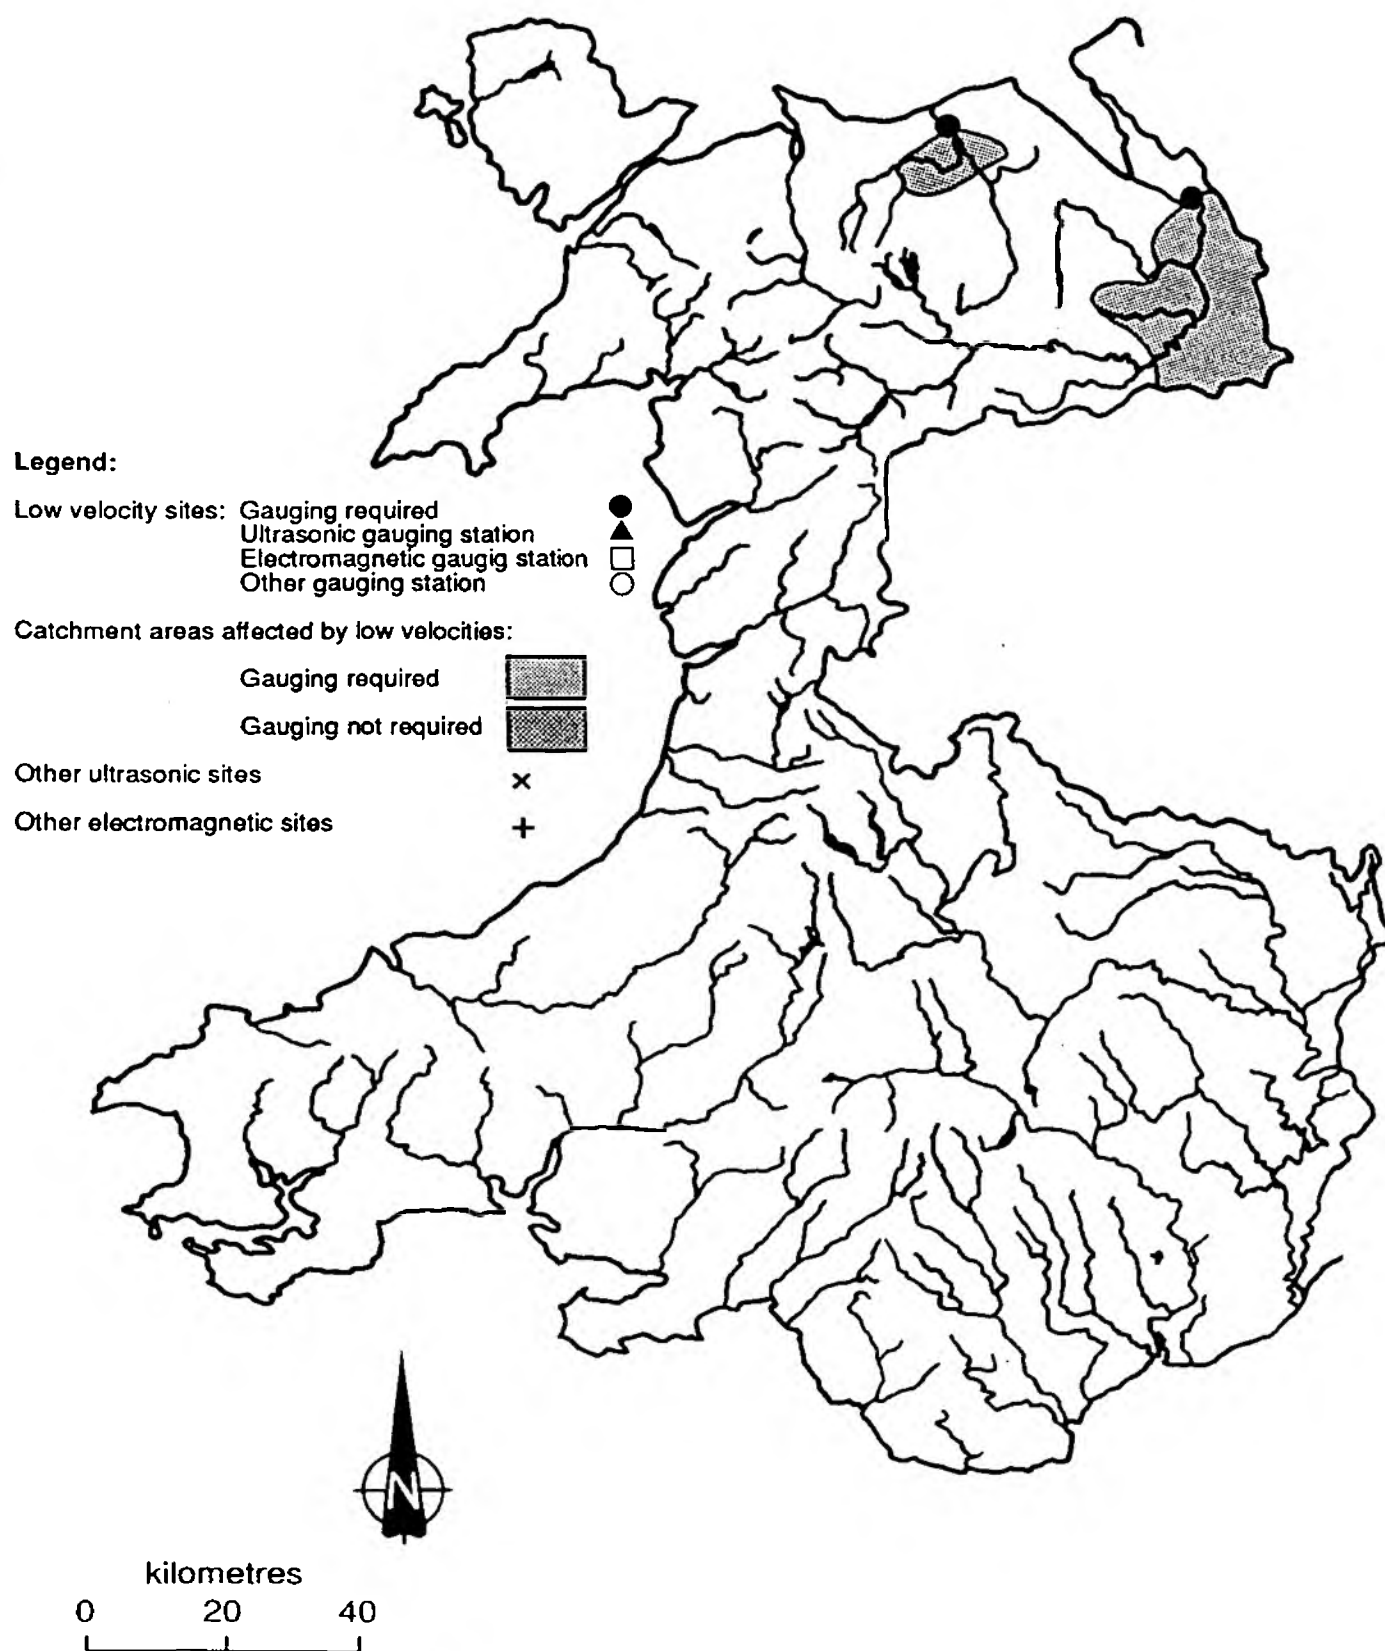 Legend:
Low velocity sites: Gauging required
Ultrasonic gauging station
Electromagnetic gaugig station
Other gauging station
Catchment areas affected by low velocities:
Gauging required
Gauging not required
Other ultrasonic sites
Other electromagnetic sites
N
kilometres
0 20 40